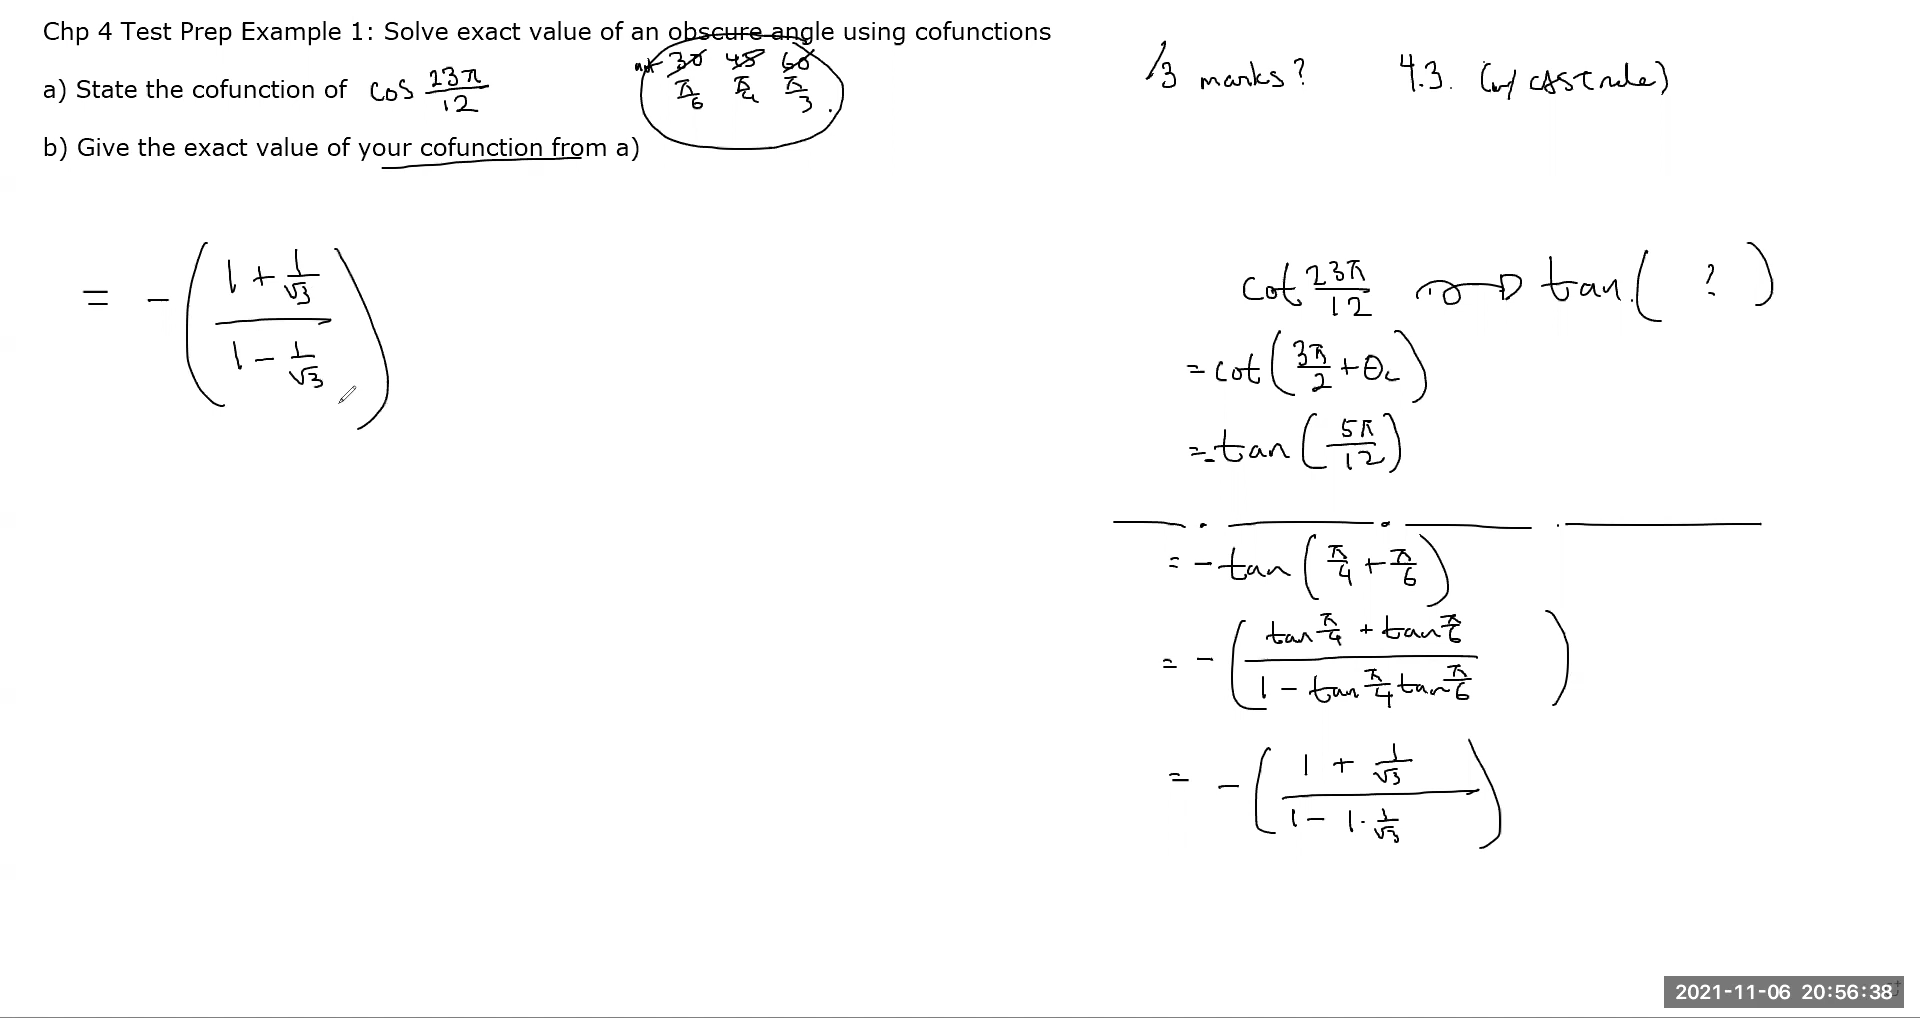 Chp 4 Test Prep Example 1: Solve exact value of an obscure angle using cofunctions
not 30 45 60
π/6 π/4 π/3 .
/3 marks? 4.3. (w/ CAST rule)
a) State the cofunction of cos 23π/12
b) Give the exact value of your cofunction from a)
= - ( (1 + 1/√3) / (1 - 1/√3) )
cot 23π/12 → tan ( ? )
= cot ( 3π/2 + θc )
= - tan ( 5π/12 )
= - tan ( π/4 + π/6 )
= - ( (tan π/4 + tan π/6) / (1 - tan π/4 tan π/6) )
= - ( (1 + 1/√3) / (1 - 1 · 1/√3) )
2021-11-06 20:56:38